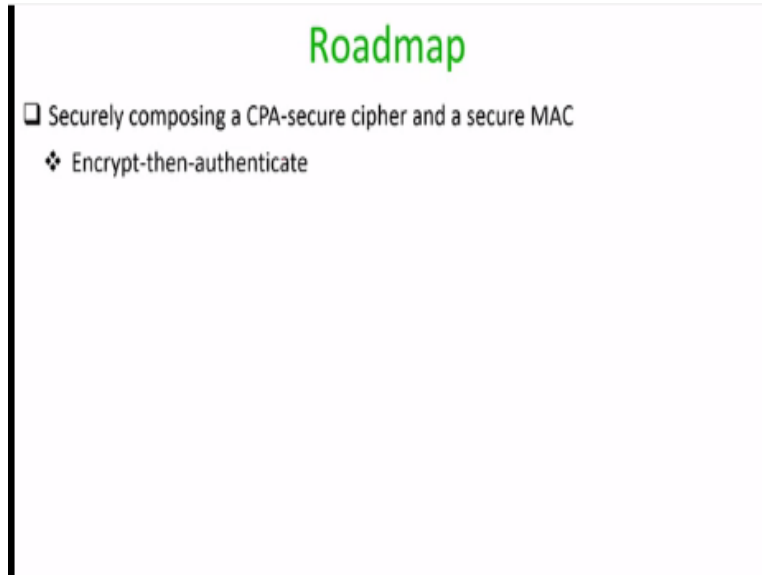 Roadmap
❑ Securely composing a CPA-secure cipher and a secure MAC
❖ Encrypt-then-authenticate